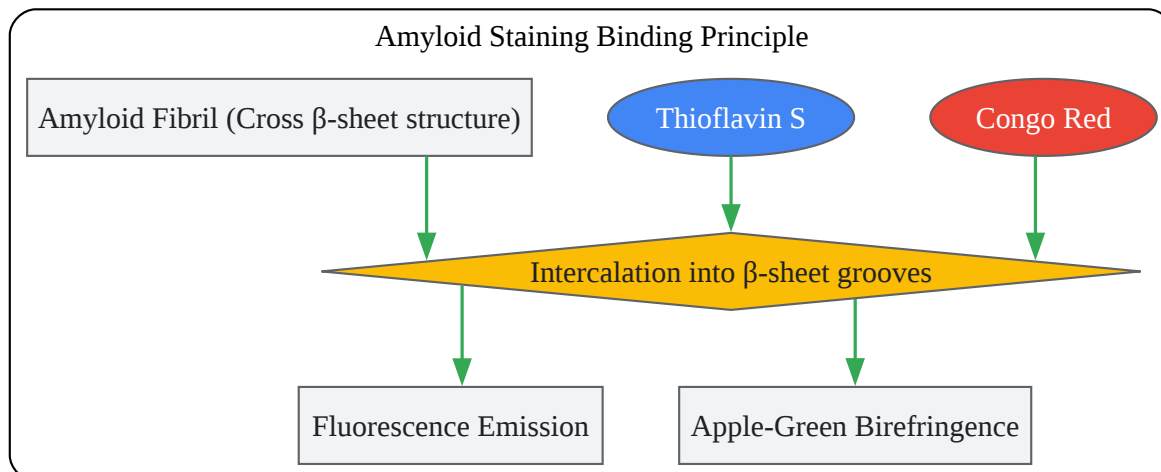 Amyloid Staining Binding Principle
Amyloid Fibril (Cross β-sheet structure)
Thioflavin S
Congo Red
Intercalation into β-sheet grooves
Fluorescence Emission
Apple-Green Birefringence